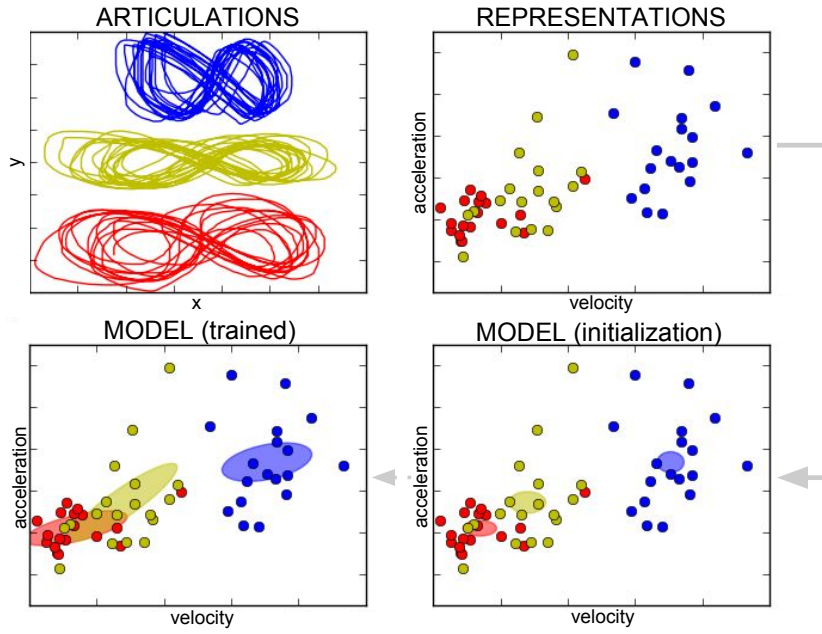 ARTICULATIONS
y
x
REPRESENTATIONS
acceleration
velocity
MODEL (trained)
acceleration
velocity
MODEL (initialization)
acceleration
velocity